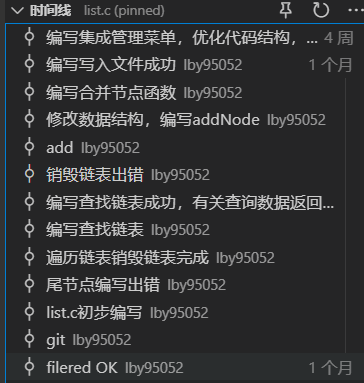 时间线 list.c (pinned)
编写集成管理菜单，优化代码结构，... 4 周
编写写入文件成功 lby95052 1 个月
编写合并节点函数 lby95052
修改数据结构，编写addNode lby95052
add lby95052
销毁链表出错 lby95052
编写查找链表成功，有关查询数据返回...
编写查找链表 lby95052
遍历链表销毁链表完成 lby95052
尾节点编写出错 lby95052
list.c初步编写 lby95052
git lby95052
filered OK lby95052 1 个月